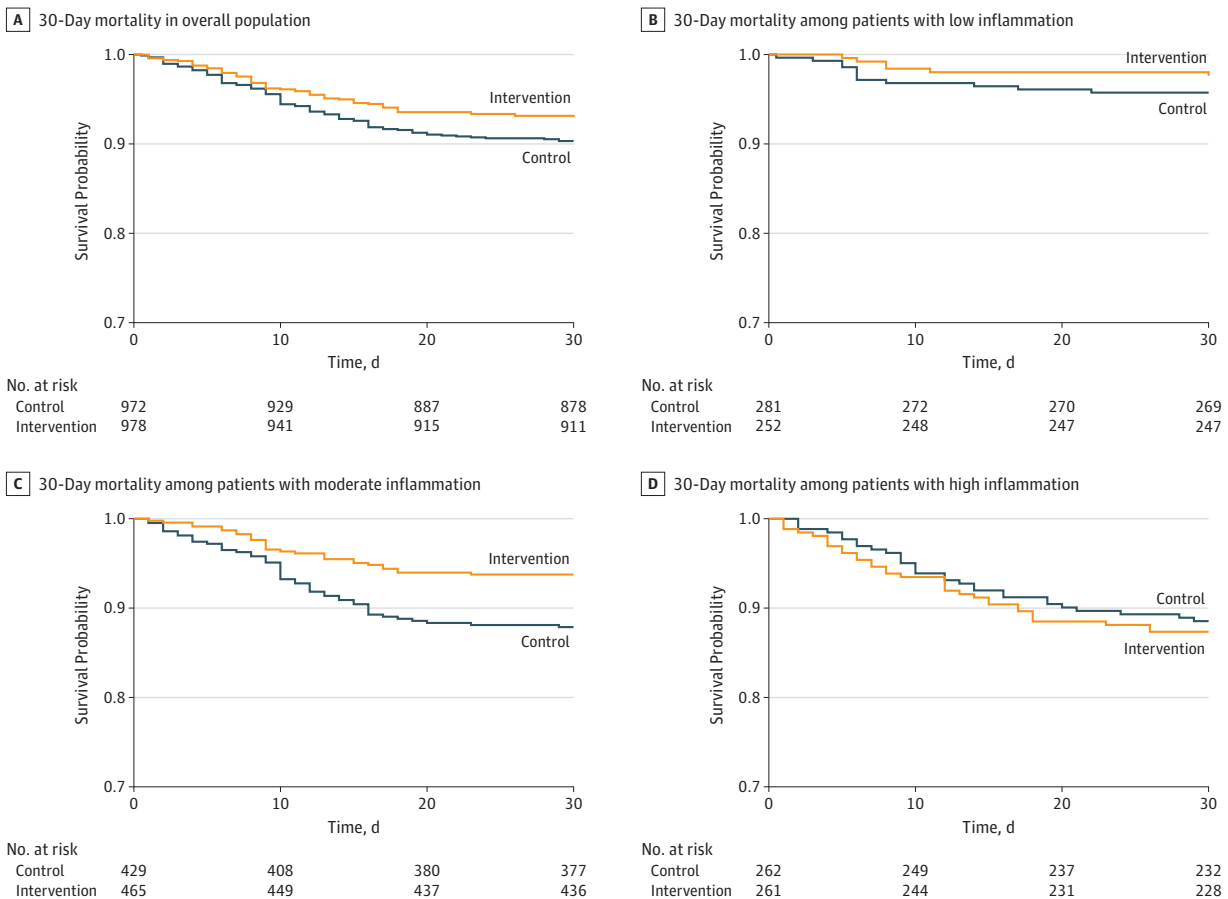 A 30-Day mortality in overall population
1.0
0.9
0.8
0.7
Survival Probability
Intervention
Control
0 10 20 30
Time, d
No. at risk
Control 972 929 887 878
Intervention 978 941 915 911
B 30-Day mortality among patients with low inflammation
1.0
0.9
0.8
0.7
Survival Probability
Intervention
Control
0 10 20 30
Time, d
No. at risk
Control 281 272 270 269
Intervention 252 248 247 247
C 30-Day mortality among patients with moderate inflammation
1.0
0.9
0.8
0.7
Survival Probability
Intervention
Control
0 10 20 30
Time, d
No. at risk
Control 429 408 380 377
Intervention 465 449 437 436
D 30-Day mortality among patients with high inflammation
1.0
0.9
0.8
0.7
Survival Probability
Control
Intervention
0 10 20 30
Time, d
No. at risk
Control 262 249 237 232
Intervention 261 244 231 228